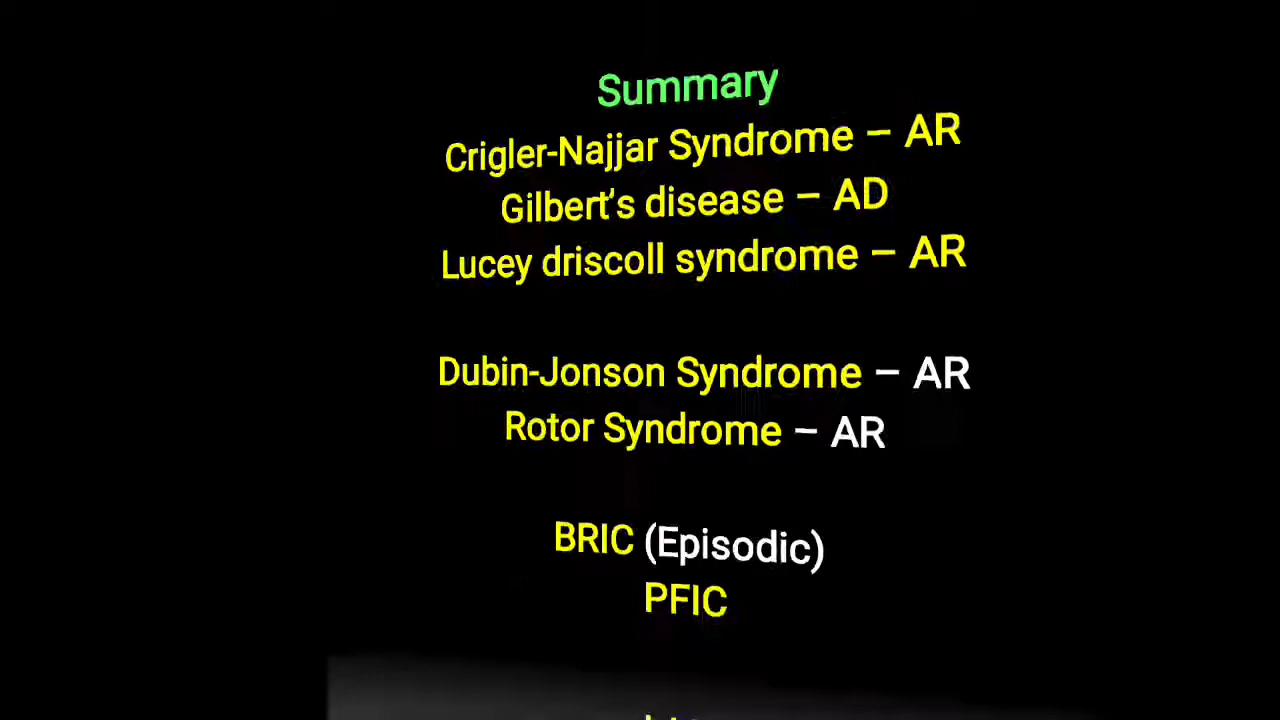 Summary
Crigler-Najjar Syndrome – AR
Gilbert's disease – AD
Lucey driscoll syndrome – AR
Dubin-Jonson Syndrome – AR
Rotor Syndrome – AR
BRIC (Episodic)
PFIC